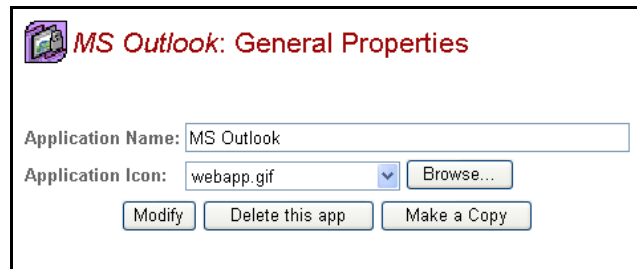 MS Outlook: General Properties
Application Name: MS Outlook
Application Icon: webapp.gif Browse...
Modify Delete this app Make a Copy